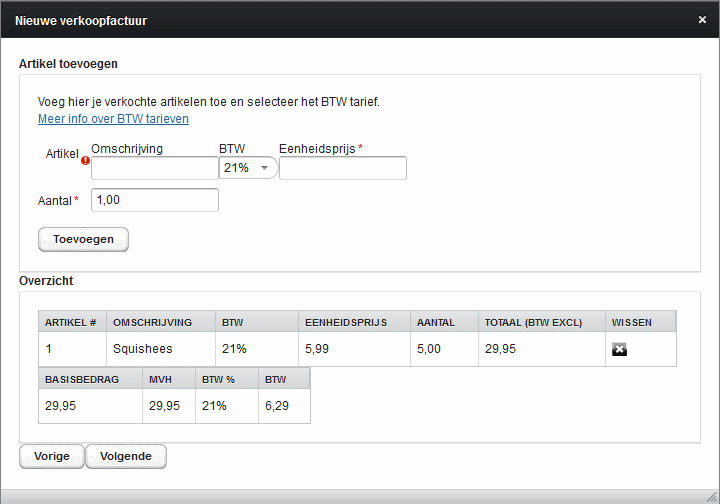 Nieuwe verkoopfactuur
Artikel toevoegen
Voeg hier je verkochte artikelen toe en selecteer het BTW tarief.
Meer info over BTW tarieven
Omschrijving BTW Eenheidsprijs *
Artikel 21%
Aantal * 1,00
Toevoegen
Overzicht
ARTIKEL # OMSCHRIJVING BTW EENHEIDSPRIJS AANTAL TOTAAL (BTW EXCL) WISSEN
1 Squishees 21% 5,99 5,00 29,95
BASISBEDRAG MVH BTW % BTW
29,95 29,95 21% 6,29
Vorige Volgende